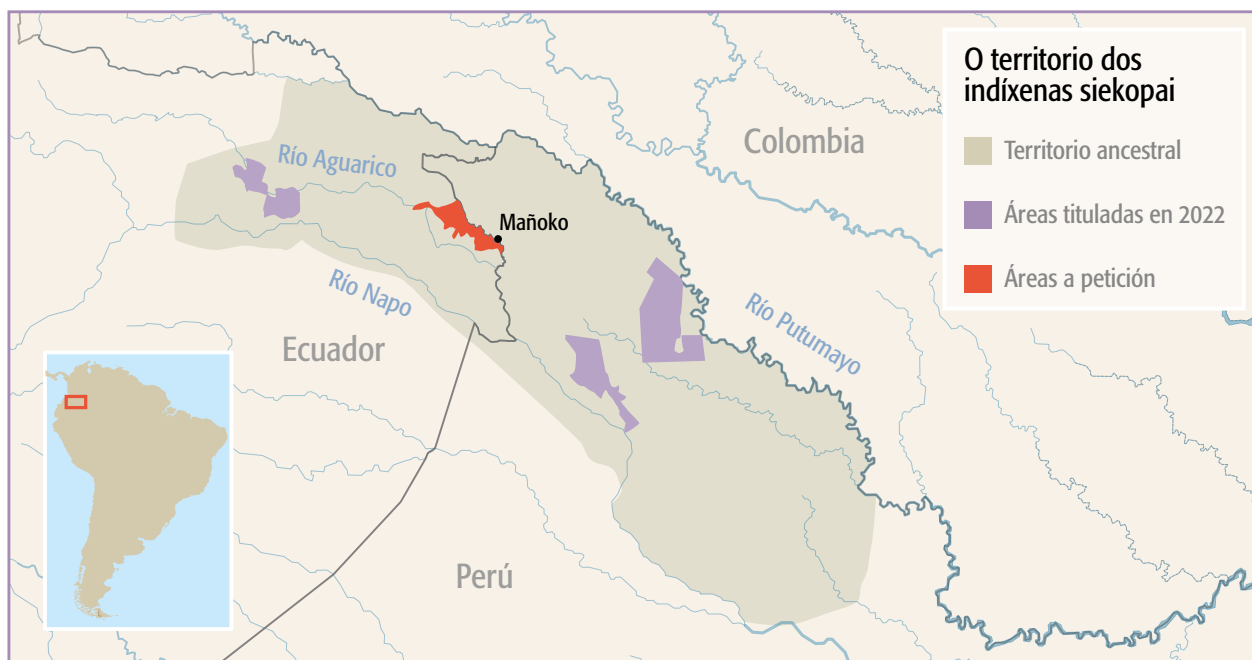 O territorio dos
indíxenas siekopai
Territorio ancestral
Áreas tituladas en 2022
Áreas a petición
Colombia
Río Aguarico
Mañoko
Río Napo
Río Putumayo
Ecuador
Perú